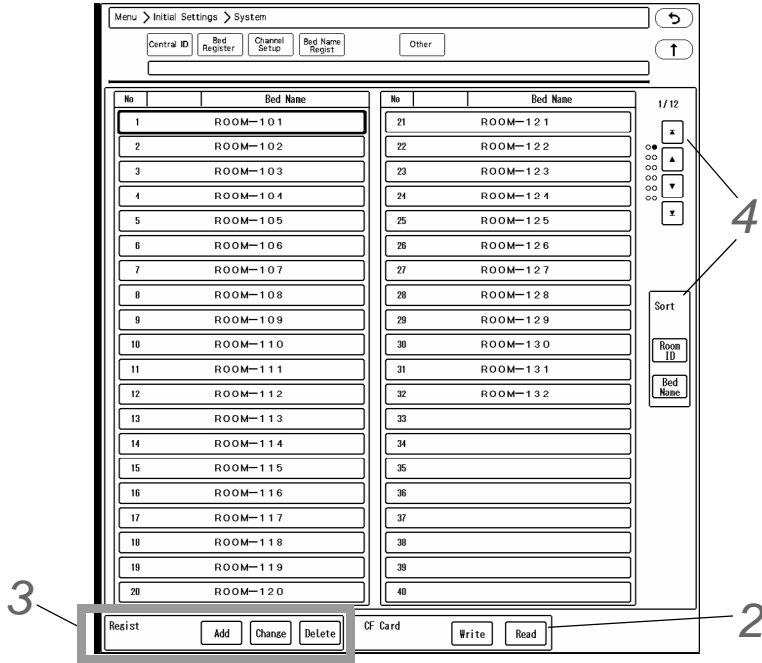 Menu > Initial Settings > System
Central ID Bed Register Channel Setup Bed Name Regist Other
No Bed Name No Bed Name 1/12
1 ROOM-101 21 ROOM-121
2 ROOM-102 22 ROOM-122
3 ROOM-103 23 ROOM-123
4 ROOM-104 24 ROOM-124
4
5 ROOM-105 25 ROOM-125
6 ROOM-106 26 ROOM-126
7 ROOM-107 27 ROOM-127
8 ROOM-108 28 ROOM-128
Sort
9 ROOM-109 29 ROOM-129
10 ROOM-110 30 ROOM-130
Room ID
11 ROOM-111 31 ROOM-131
Bed Name
12 ROOM-112 32 ROOM-132
13 ROOM-113 33
14 ROOM-114 34
15 ROOM-115 35
16 ROOM-116 36
17 ROOM-117 37
18 ROOM-118 38
19 ROOM-119 39
20 ROOM-120 40
3
Regist Add Change Delete CF Card Write Read
2